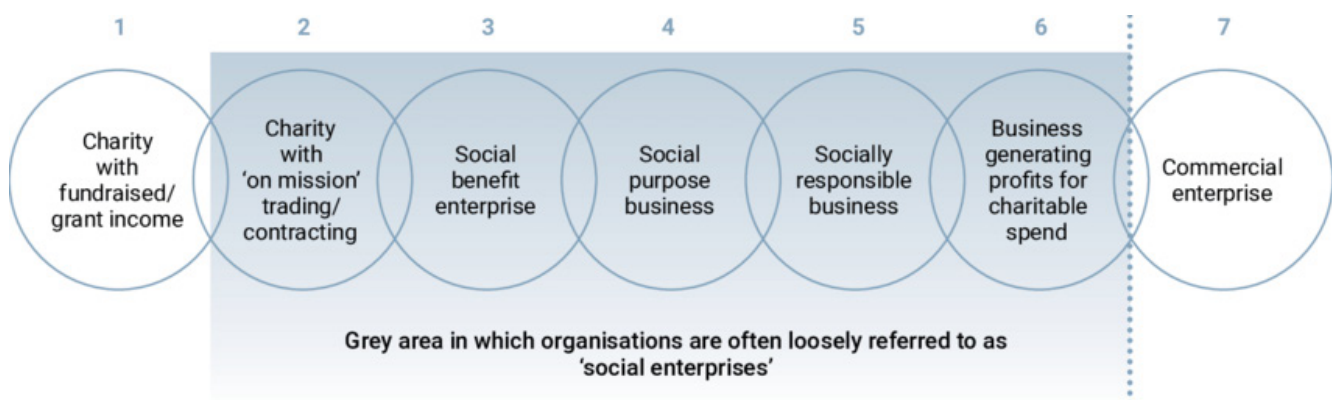 1 2 3 4 5 6 7
Charity
with
fundraised/
grant income
Charity
with
‘on mission’
trading/
contracting
Social
benefit
enterprise
Social
purpose
business
Socially
responsible
business
Business
generating
profits for
charitable
spend
Commercial
enterprise
Grey area in which organisations are often loosely referred to as
‘social enterprises’